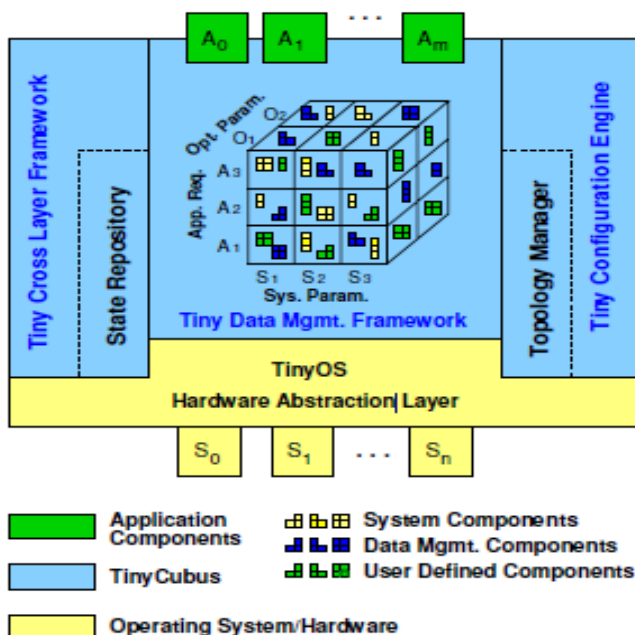 A0 A1 ... Am
Tiny Cross Layer Framework
State Repository
Opt. Param.
O2
O1
App. Req.
A3
A2
A1
S1 S2 S3
Sys. Param.
Tiny Data Mgmt. Framework
Topology Manager
Tiny Configuration Engine
TinyOS
Hardware Abstraction Layer
S0 S1 ... Sn
Application
Components
TinyCubus
Operating System/Hardware
System Components
Data Mgmt. Components
User Defined Components